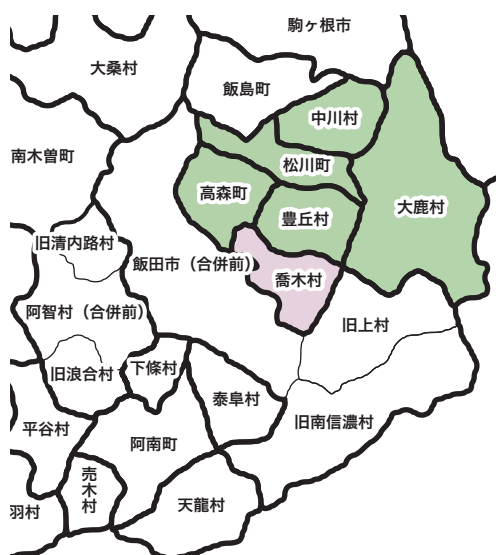 駒ヶ根市
大桑村
飯島町
中川村
南木曽町
松川町
高森町
大鹿村
豊丘村
旧清内路村
飯田市（合併前）
喬木村
阿智村（合併前）
旧上村
下條村
旧浪合村
泰阜村
旧南信濃村
平谷村
阿南町
売木村
天龍村
羽村